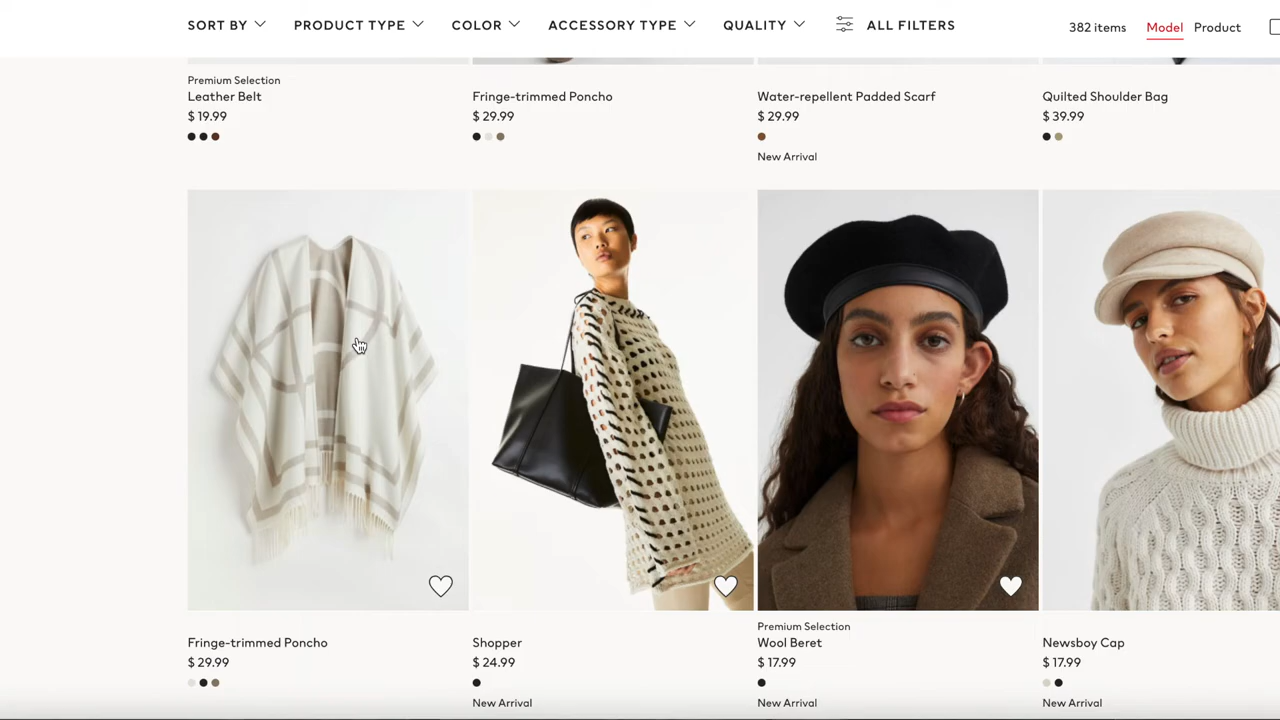 SORT BY PRODUCT TYPE COLOR ACCESSORY TYPE QUALITY ALL FILTERS 382 items Model Product
Premium Selection
Leather Belt
$ 19.99
Fringe-trimmed Poncho
$ 29.99
Water-repellent Padded Scarf
$ 29.99
New Arrival
Quilted Shoulder Bag
$ 39.99
Fringe-trimmed Poncho
$ 29.99
Shopper
$ 24.99
New Arrival
Premium Selection
Wool Beret
$ 17.99
New Arrival
Newsboy Cap
$ 17.99
New Arrival